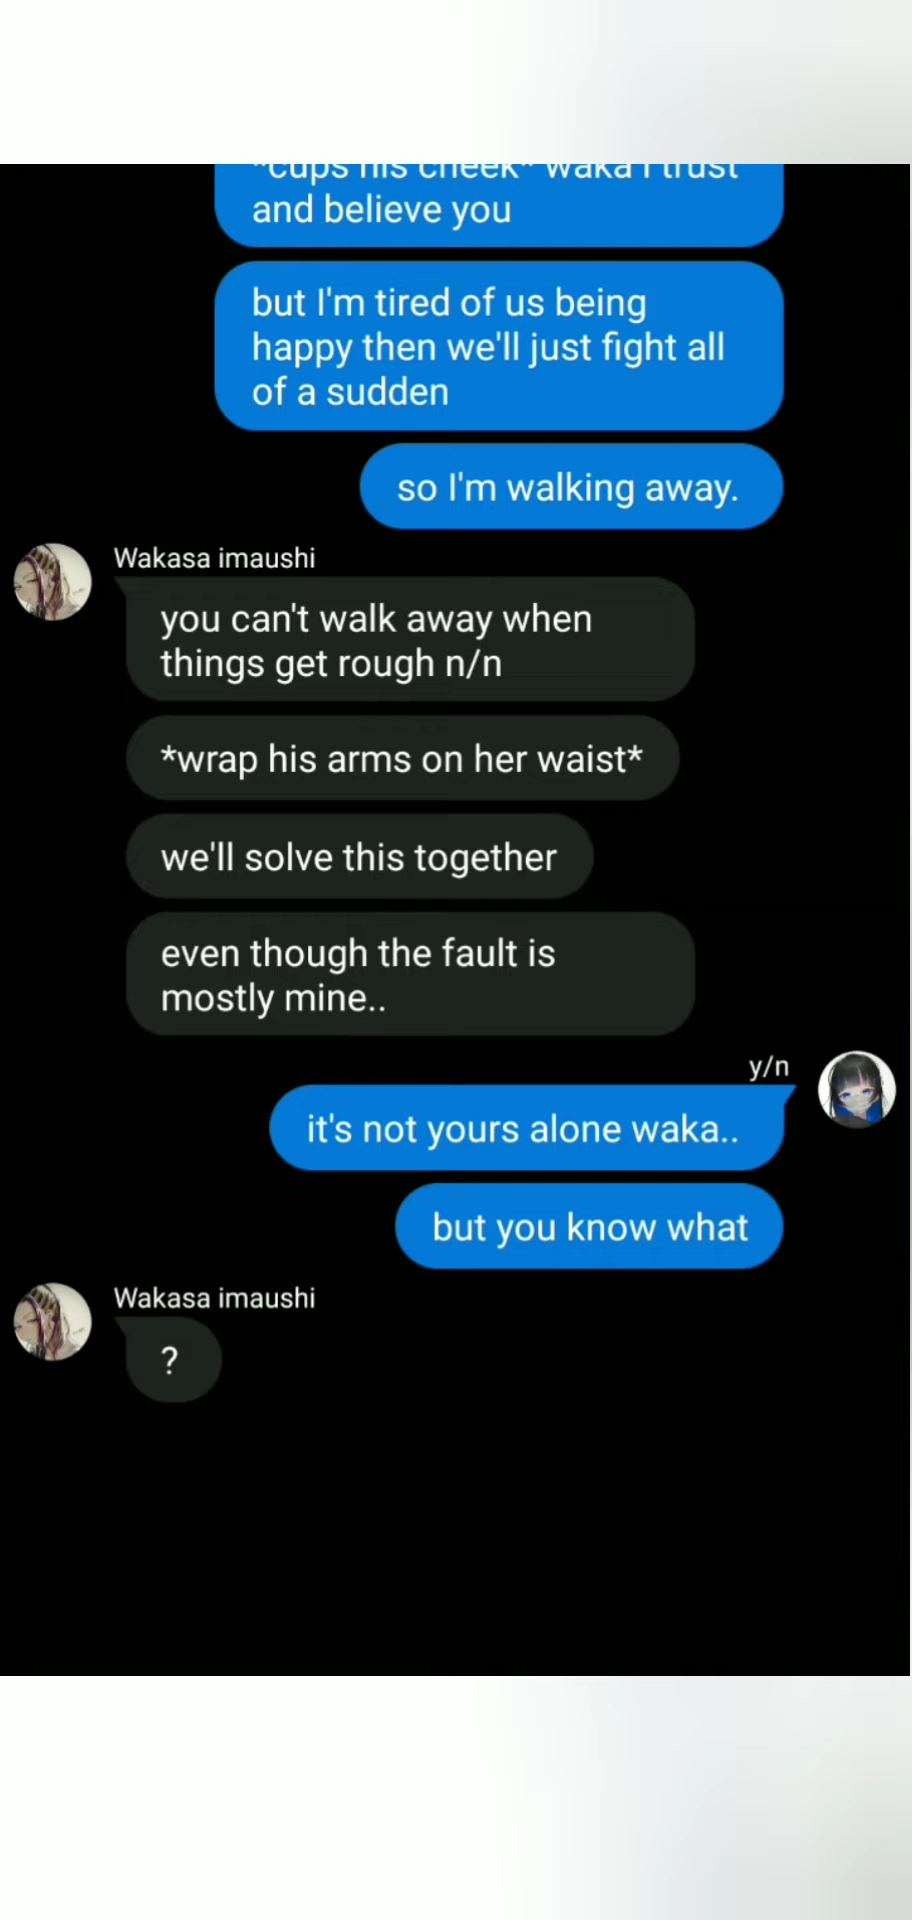 *cups his cheek* waka I trust
and believe you
but I'm tired of us being
happy then we'll just fight all
of a sudden
so I'm walking away.
Wakasa imaushi
you can't walk away when
things get rough n/n
*wrap his arms on her waist*
we'll solve this together
even though the fault is
mostly mine..
y/n
it's not yours alone waka..
but you know what
Wakasa imaushi
?